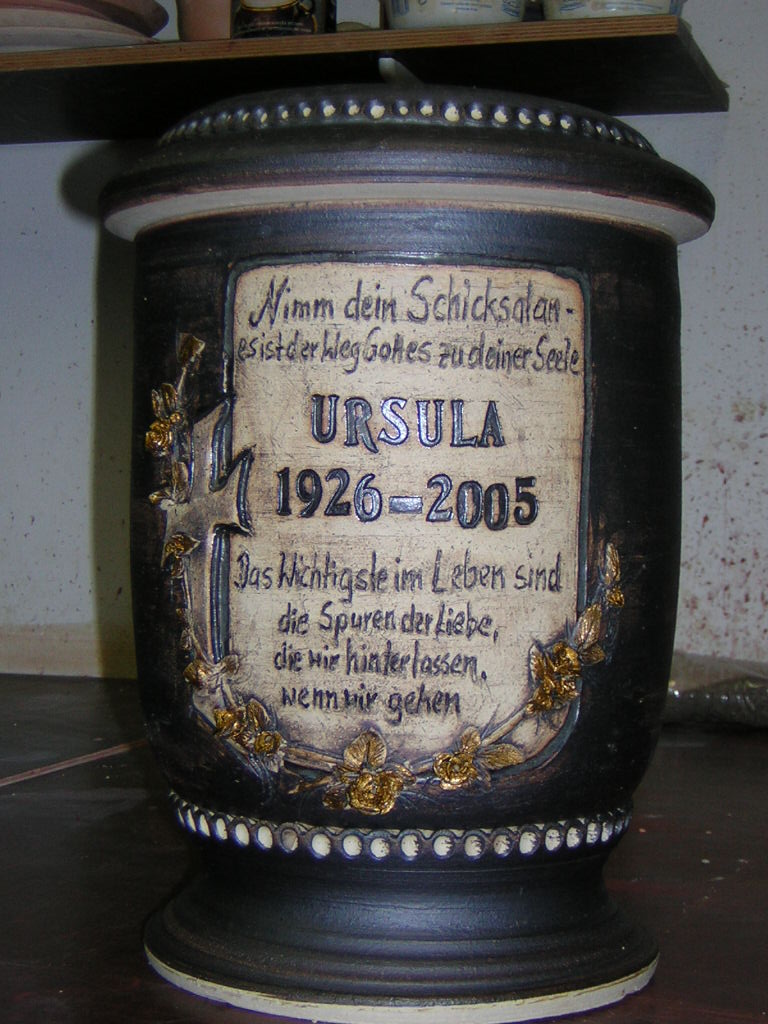 Nimm dein Schicksal an -
es ist der Weg Gottes zu deiner Seele
URSULA
1926-2005
Das Wichtigste im Leben sind
die Spuren der Liebe,
die wir hinterlassen,
wenn wir gehen